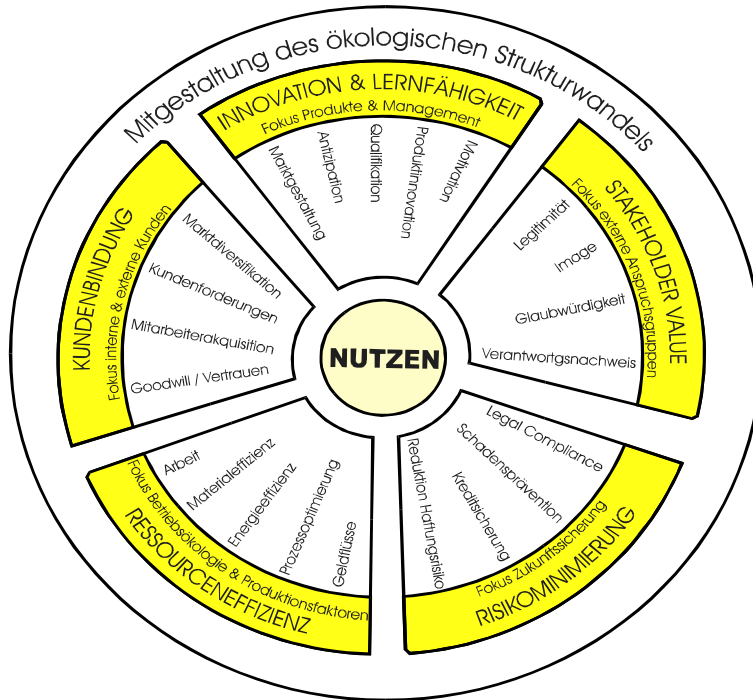 Mitgestaltung des ökologischen Strukturwandels
INNOVATION & LERNFÄHIGKEIT
Fokus Produkte & Management
Marktgestaltung
Antizipation
Qualifikation
Produktinnovation
Motivation
STAKEHOLDER VALUE
Fokus externe Anspruchsgruppen
Legitimität
Image
Glaubwürdigkeit
Verantwortgsnachweis
RISIKOMINIMIERUNG
Fokus Zukunftssicherung
Legal Compliance
Schadensprävention
Kreditsicherung
Reduktion Haftungsrisiko
RESSOURCENEFFIZIENZ
Fokus Betriebsökologie & Produktionsfaktoren
Arbeit
Materialeffizienz
Energieeffizienz
Prozessoptimierung
Geldflüsse
KUNDENBINDUNG
Fokus interne & externe Kunden
Marktdiversifikation
Kundenforderungen
Mitarbeiterakquisition
Goodwill / Vertrauen
NUTZEN